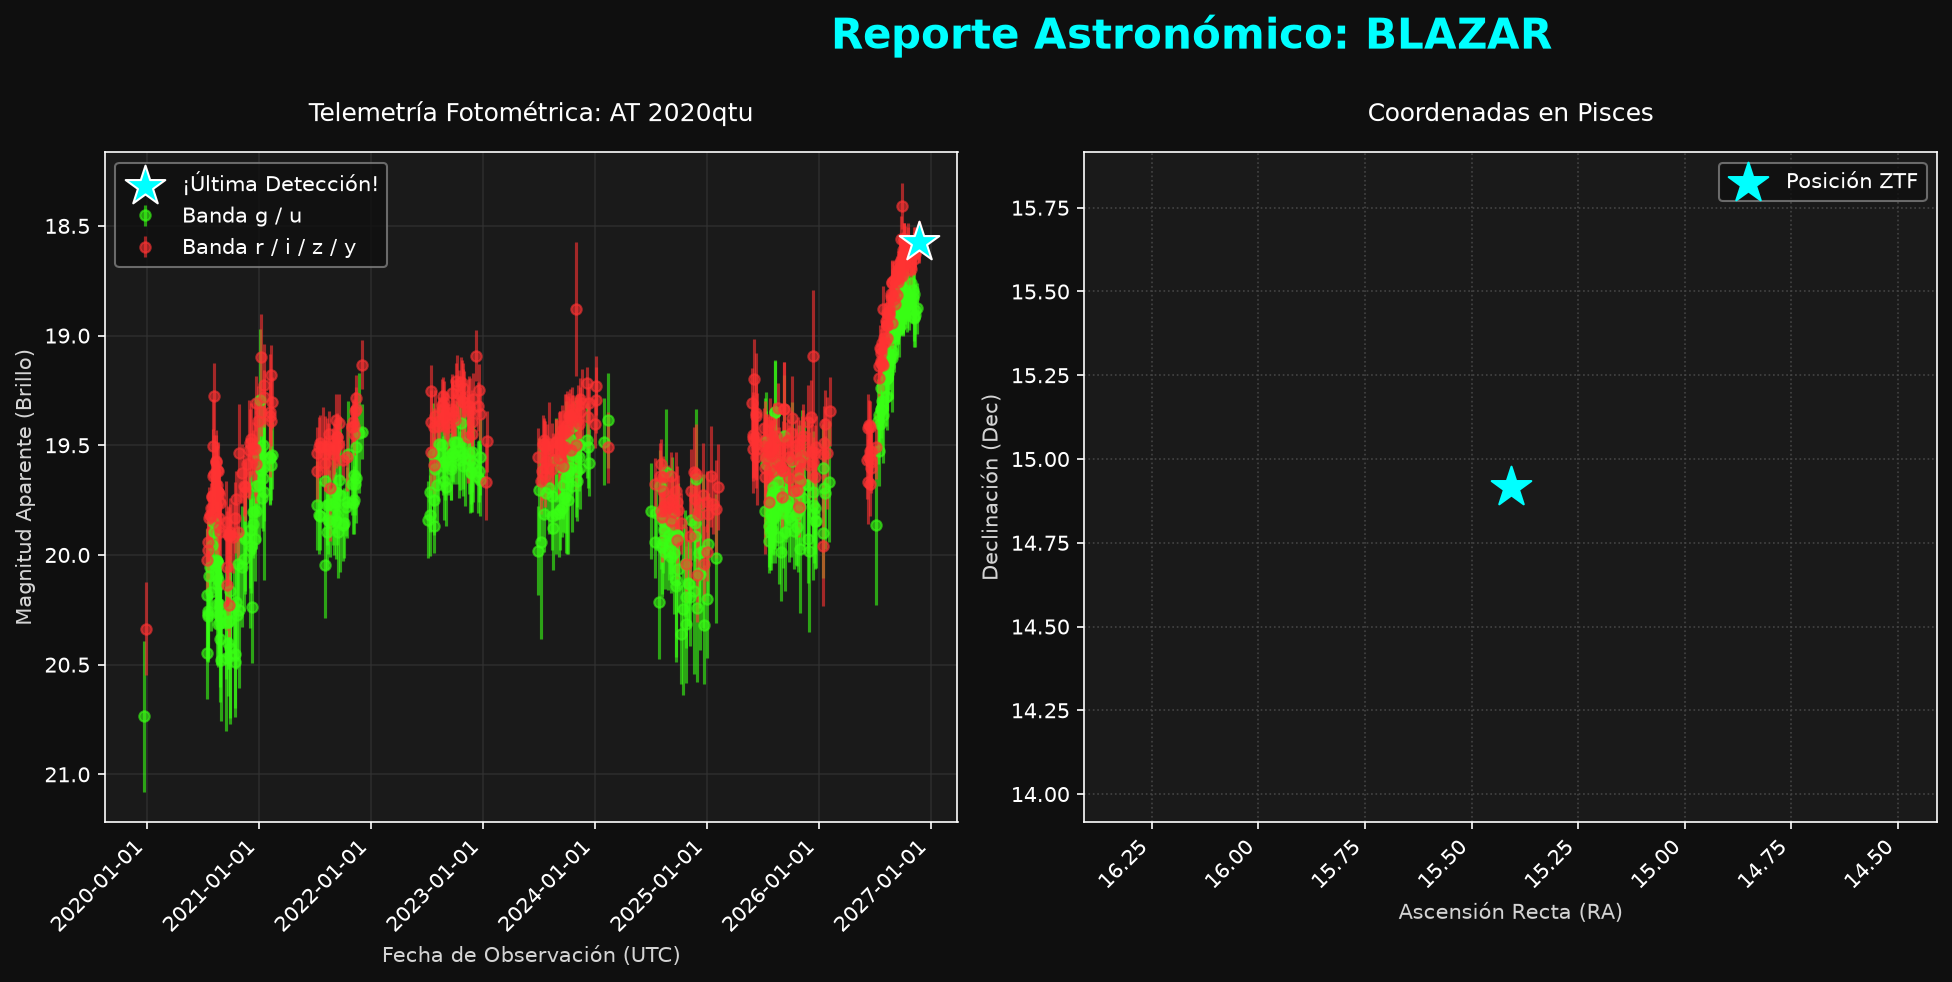 Reporte Astronómico: BLAZAR
Telemetría Fotométrica: AT 2020qtu
¡Última Detección!
Banda g / u
Banda r / i / z / y
Magnitud Aparente (Brillo)
18.5
19.0
19.5
20.0
20.5
21.0
2020-01-01
2021-01-01
2022-01-01
2023-01-01
2024-01-01
2025-01-01
2026-01-01
2027-01-01
Fecha de Observación (UTC)
Coordenadas en Pisces
Posición ZTF
Declinación (Dec)
15.75
15.50
15.25
15.00
14.75
14.50
14.25
14.00
16.25
16.00
15.75
15.50
15.25
15.00
14.75
14.50
Ascensión Recta (RA)